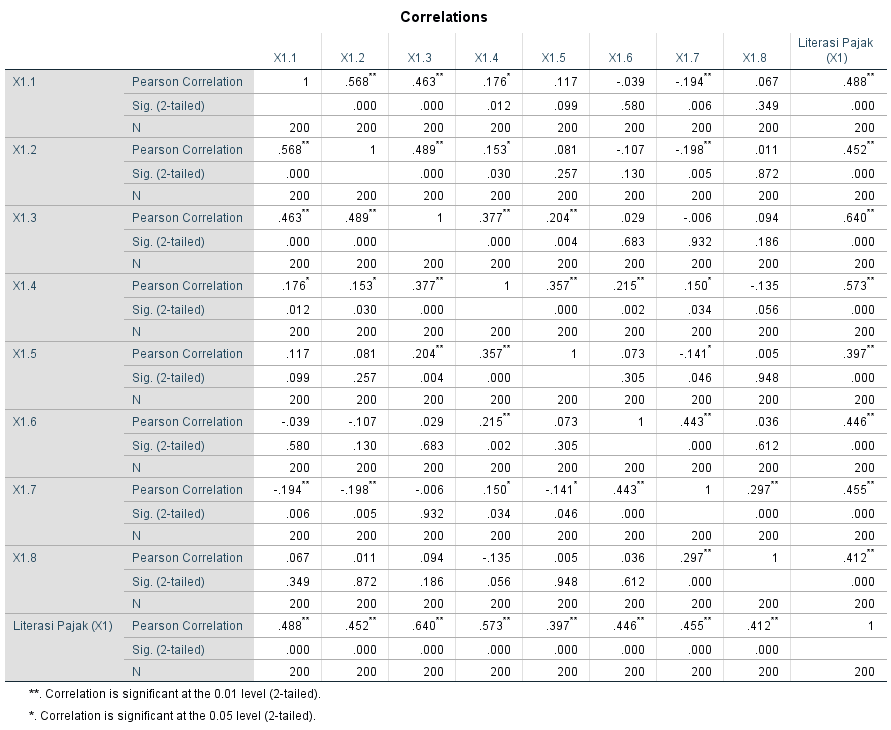 Correlations
X1.1 X1.2 X1.3 X1.4 X1.5 X1.6 X1.7 X1.8 Literasi Pajak (X1)
X1.1 Pearson Correlation 1 .568** .463** .176* .117 -.039 -.194** .067 .488**
Sig. (2-tailed) .000 .000 .012 .099 .580 .006 .349 .000
N 200 200 200 200 200 200 200 200 200
X1.2 Pearson Correlation .568** 1 .489** .153* .081 -.107 -.198** .011 .452**
Sig. (2-tailed) .000 .000 .030 .257 .130 .005 .872 .000
N 200 200 200 200 200 200 200 200 200
X1.3 Pearson Correlation .463** .489** 1 .377** .204** .029 -.006 .094 .640**
Sig. (2-tailed) .000 .000 .000 .004 .683 .932 .186 .000
N 200 200 200 200 200 200 200 200 200
X1.4 Pearson Correlation .176* .153* .377** 1 .357** .215** .150* -.135 .573**
Sig. (2-tailed) .012 .030 .000 .000 .002 .034 .056 .000
N 200 200 200 200 200 200 200 200 200
X1.5 Pearson Correlation .117 .081 .204** .357** 1 .073 -.141* .005 .397**
Sig. (2-tailed) .099 .257 .004 .000 .305 .046 .948 .000
N 200 200 200 200 200 200 200 200 200
X1.6 Pearson Correlation -.039 -.107 .029 .215** .073 1 .443** .036 .446**
Sig. (2-tailed) .580 .130 .683 .002 .305 .000 .612 .000
N 200 200 200 200 200 200 200 200 200
X1.7 Pearson Correlation -.194** -.198** -.006 .150* -.141* .443** 1 .297** .455**
Sig. (2-tailed) .006 .005 .932 .034 .046 .000 .000 .000
N 200 200 200 200 200 200 200 200 200
X1.8 Pearson Correlation .067 .011 .094 -.135 .005 .036 .297** 1 .412**
Sig. (2-tailed) .349 .872 .186 .056 .948 .612 .000 .000
N 200 200 200 200 200 200 200 200 200
Literasi Pajak (X1) Pearson Correlation .488** .452** .640** .573** .397** .446** .455** .412** 1
Sig. (2-tailed) .000 .000 .000 .000 .000 .000 .000 .000
N 200 200 200 200 200 200 200 200 200
**. Correlation is significant at the 0.01 level (2-tailed).
*. Correlation is significant at the 0.05 level (2-tailed).